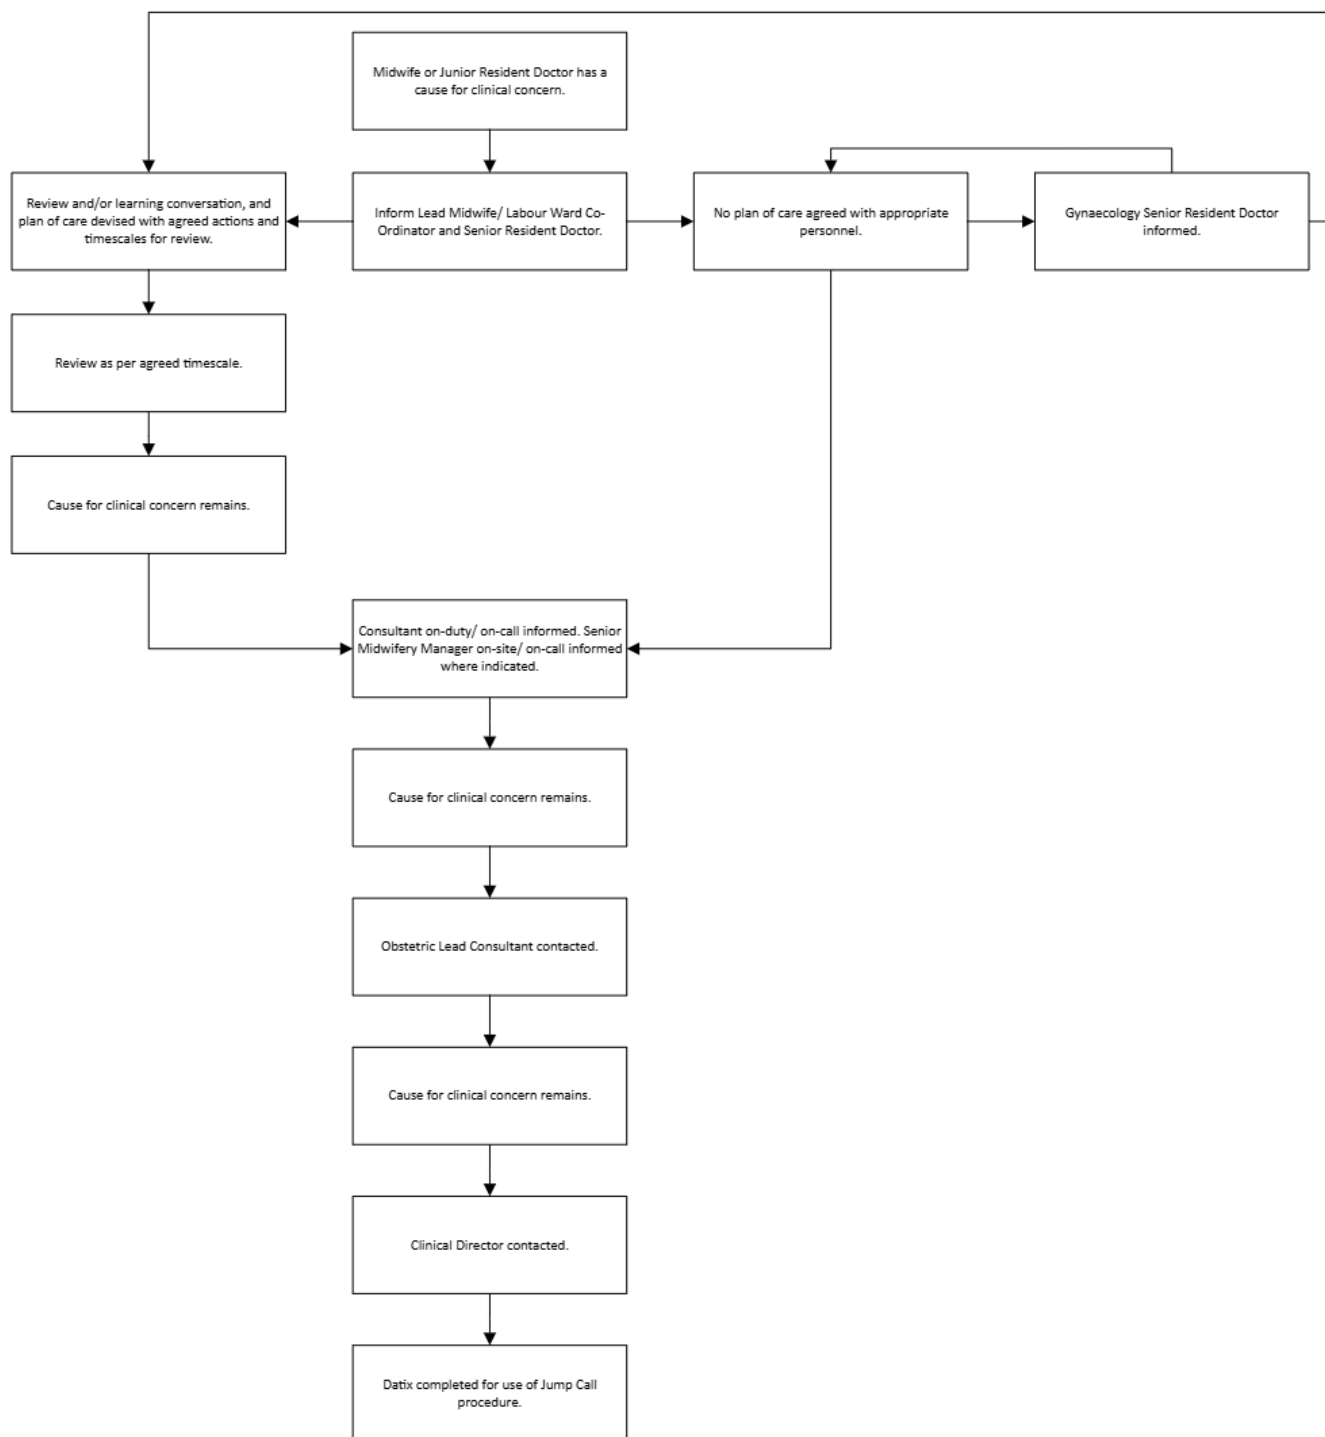 Midwife or Junior Resident Doctor has a
cause for clinical concern.
Review and/or learning conversation, and
plan of care devised with agreed actions and
timescales for review.
Inform Lead Midwife/ Labour Ward Co-
Ordinator and Senior Resident Doctor.
No plan of care agreed with appropriate
personnel.
Gynaecology Senior Resident Doctor
informed.
Review as per agreed timescale.
Cause for clinical concern remains.
Consultant on-duty/ on-call informed. Senior
Midwifery Manager on-site/ on-call informed
where indicated.
Cause for clinical concern remains.
Obstetric Lead Consultant contacted.
Cause for clinical concern remains.
Clinical Director contacted.
Datix completed for use of Jump Call
procedure.